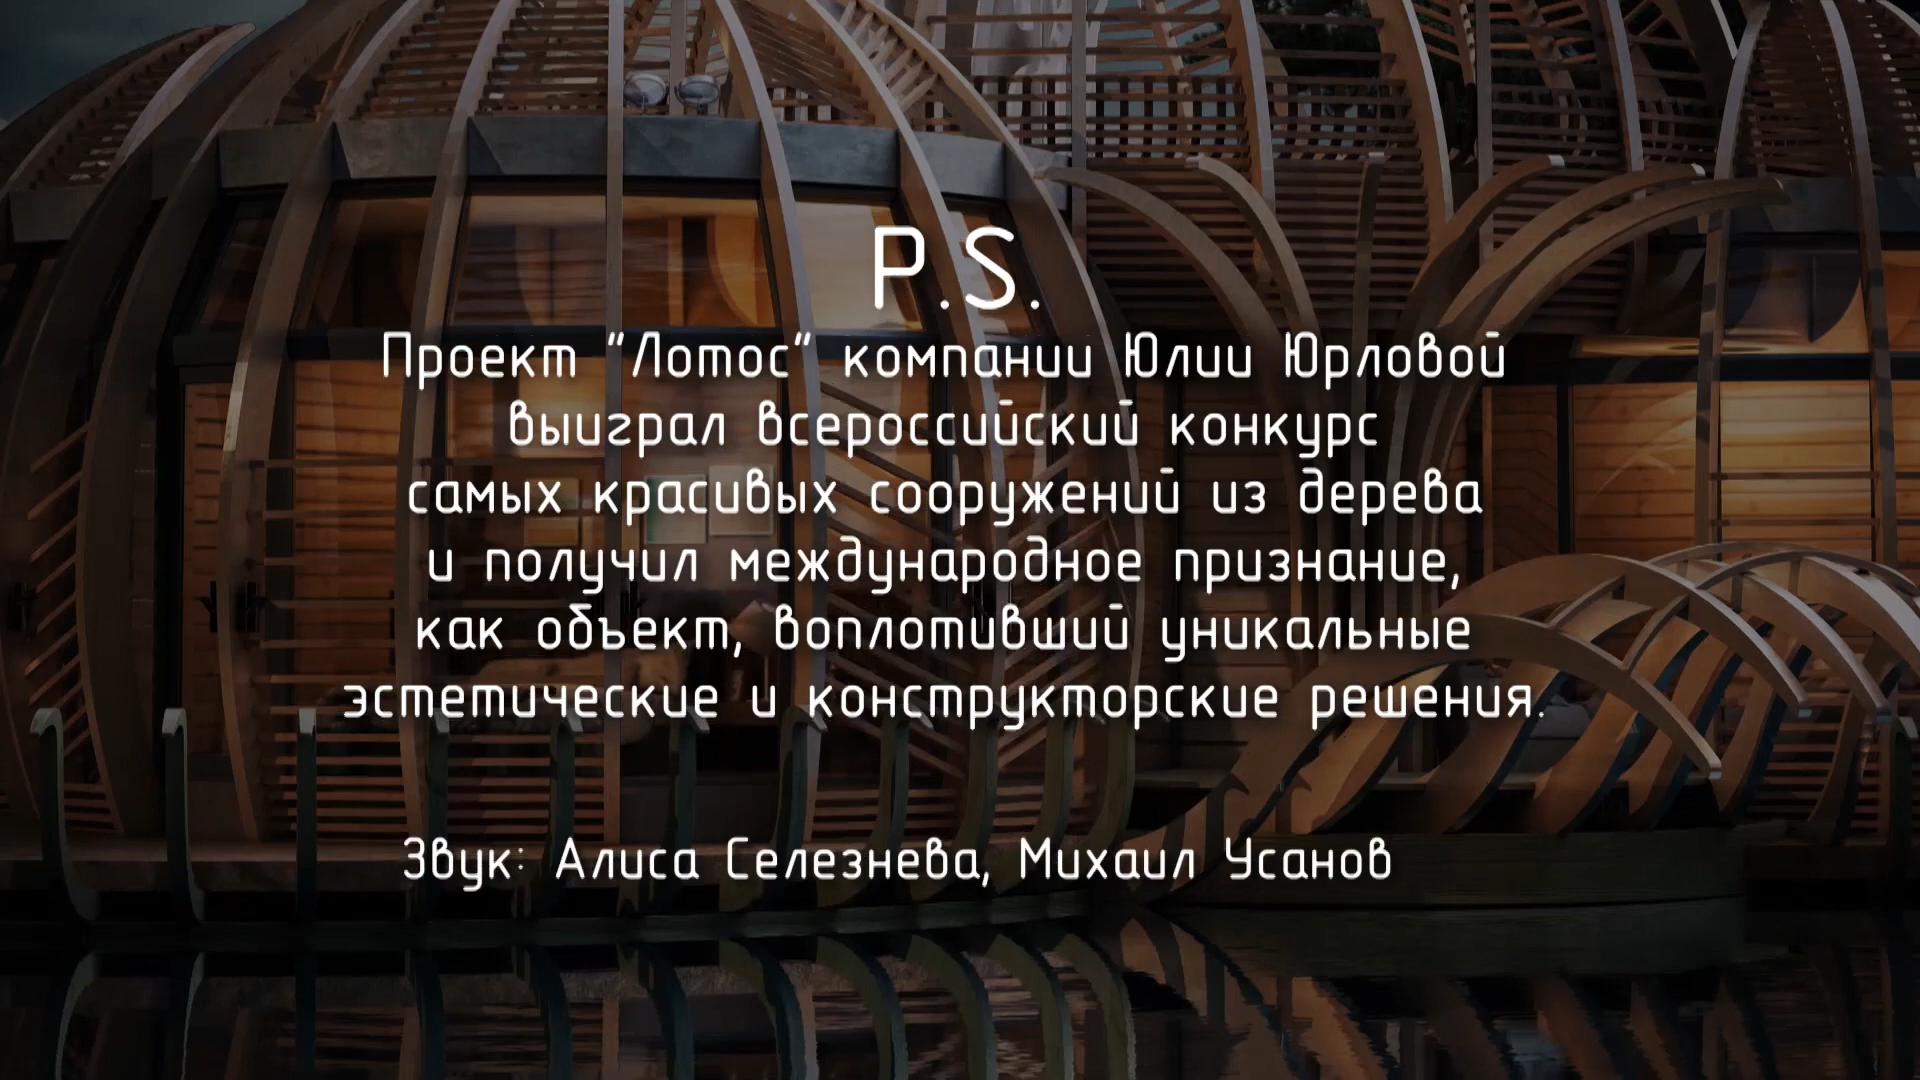 P.S.
Проект "Лотос" компании Юлии Юрловой
выиграл всероссийский конкурс
самых красивых сооружений из дерева
и получил международное признание,
как объект, воплотивший уникальные
эстетические и конструкторские решения.
Звук: Алиса Селезнева, Михаил Усанов